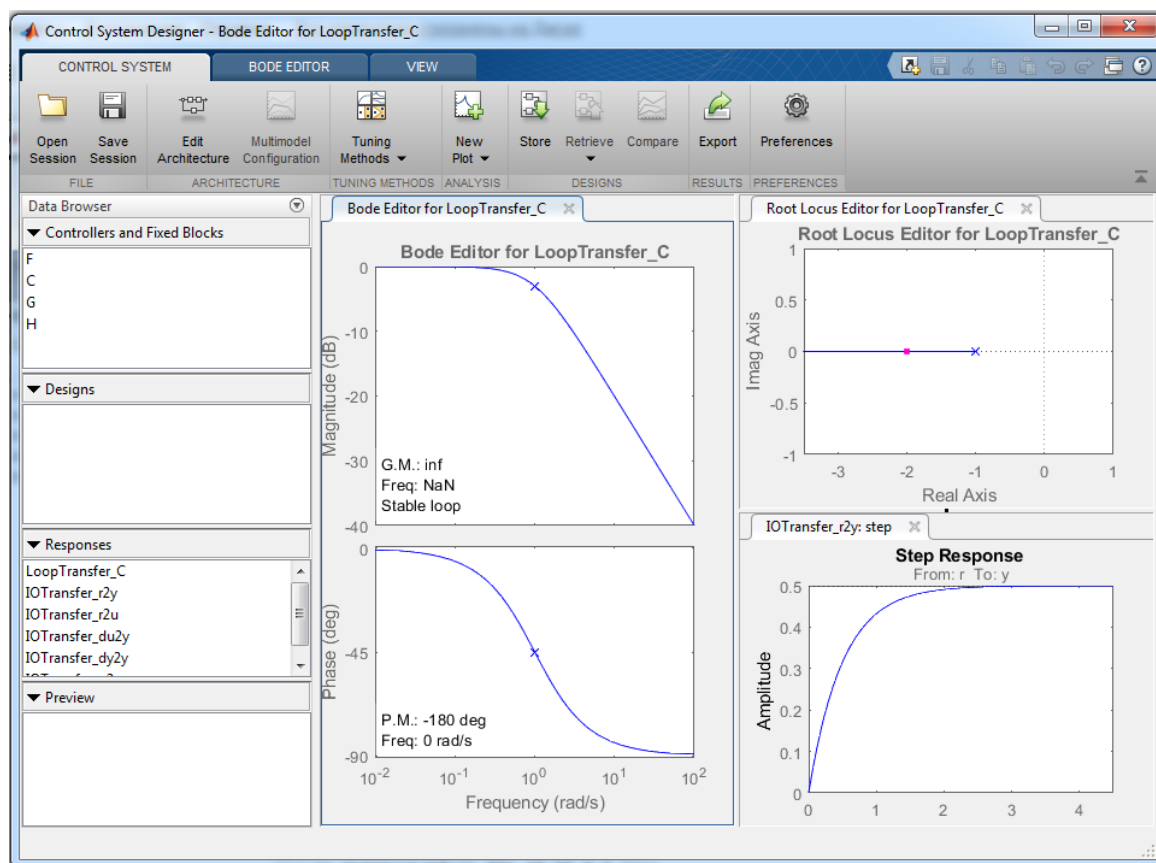 Control System Designer - Bode Editor for LoopTransfer_C
CONTROL SYSTEM
BODE EDITOR
VIEW
Open Session
Save Session
Edit Architecture
Multimodel Configuration
Tuning Methods
New Plot
Store
Retrieve
Compare
Export
Preferences
FILE
ARCHITECTURE
TUNING METHODS
ANALYSIS
DESIGNS
RESULTS
PREFERENCES
Data Browser
Controllers and Fixed Blocks
F
C
G
H
Designs
Responses
LoopTransfer_C
IOTransfer_r2y
IOTransfer_r2u
IOTransfer_du2y
IOTransfer_dy2y
Preview
Bode Editor for LoopTransfer_C
Bode Editor for LoopTransfer_C
Magnitude (dB)
0
-10
-20
-30
-40
G.M.: inf
Freq: NaN
Stable loop
Phase (deg)
0
-45
-90
P.M.: -180 deg
Freq: 0 rad/s
10^-2 10^-1 10^0 10^1 10^2
Frequency (rad/s)
Root Locus Editor for LoopTransfer_C
Root Locus Editor for LoopTransfer_C
Imag Axis
1
0.5
0
-0.5
-1
-3 -2 -1 0 1
Real Axis
IOTransfer_r2y: step
Step Response
From: r To: y
Amplitude
0.5
0.4
0.3
0.2
0.1
0
0 1 2 3 4